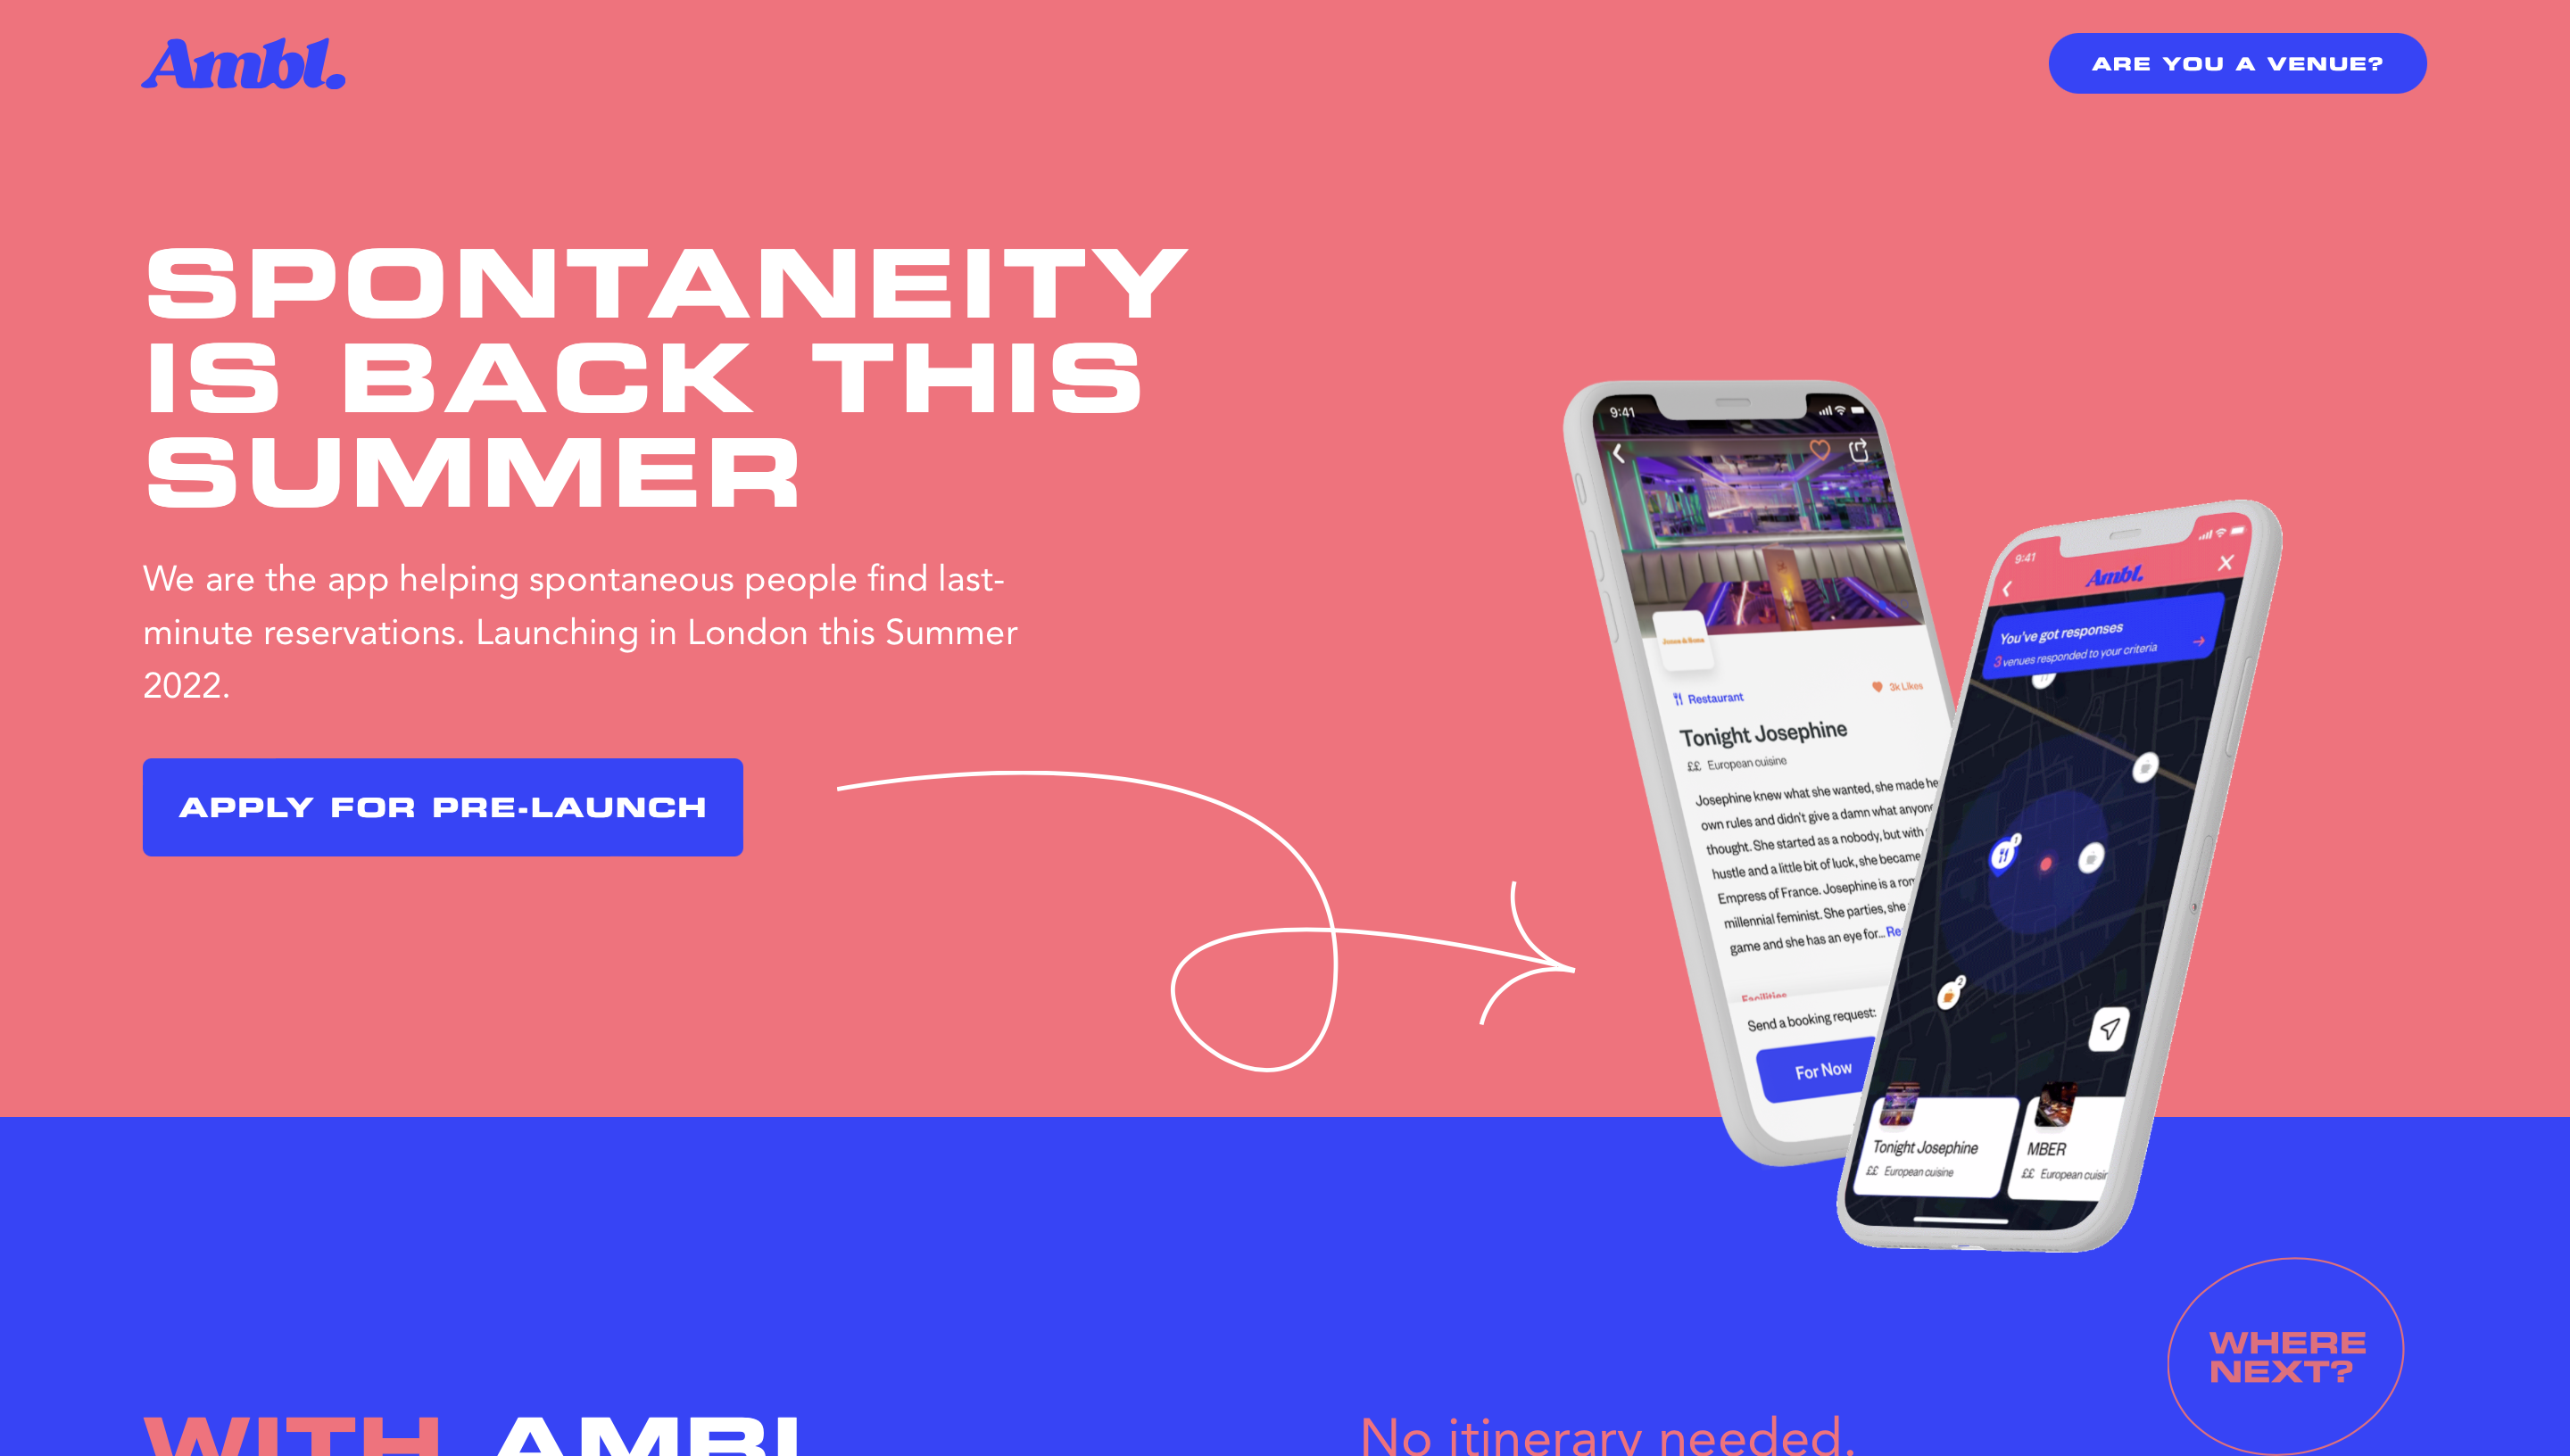 Ambl.
ARE YOU A VENUE?
SPONTANEITY
IS BACK THIS
SUMMER
We are the app helping spontaneous people find last-
minute reservations. Launching in London this Summer
2022.
APPLY FOR PRE-LAUNCH
9:41
Restaurant
3k Likes
Tonight Josephine
££ European cuisine
Josephine knew what she wanted, she made he
own rules and didn't give a damn what anyon
thought. She started as a nobody, but with
hustle and a little bit of luck, she became
Empress of France. Josephine is a rom
millennial feminist. She parties, she
game and she has an eye for... Re
Facilities
Send a booking request:
For Now
9:41
Ambl.
You've got responses
3 venues responded to your criteria
1
2
Tonight Josephine
££ European cuisine
MBER
££ European cuisin
WHERE
NEXT?
WITH AMBL
No itinerary needed.